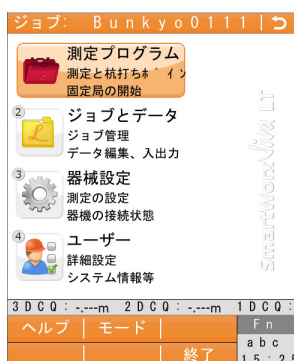 ジョブ: Bunkyo0111
測定プログラム
測定と杭打ちポイン
固定局の開始
2
ジョブとデータ
ジョブ管理
データ編集、入出力
3
器械設定
測定の設定
器機の接続状態
4
ユーザー
詳細設定
システム情報等
SmartWorx Viva LT
3DCQ:-.---m 2DCQ:-.---m 1DCQ:
ヘルプ モード Fn
abc
終了